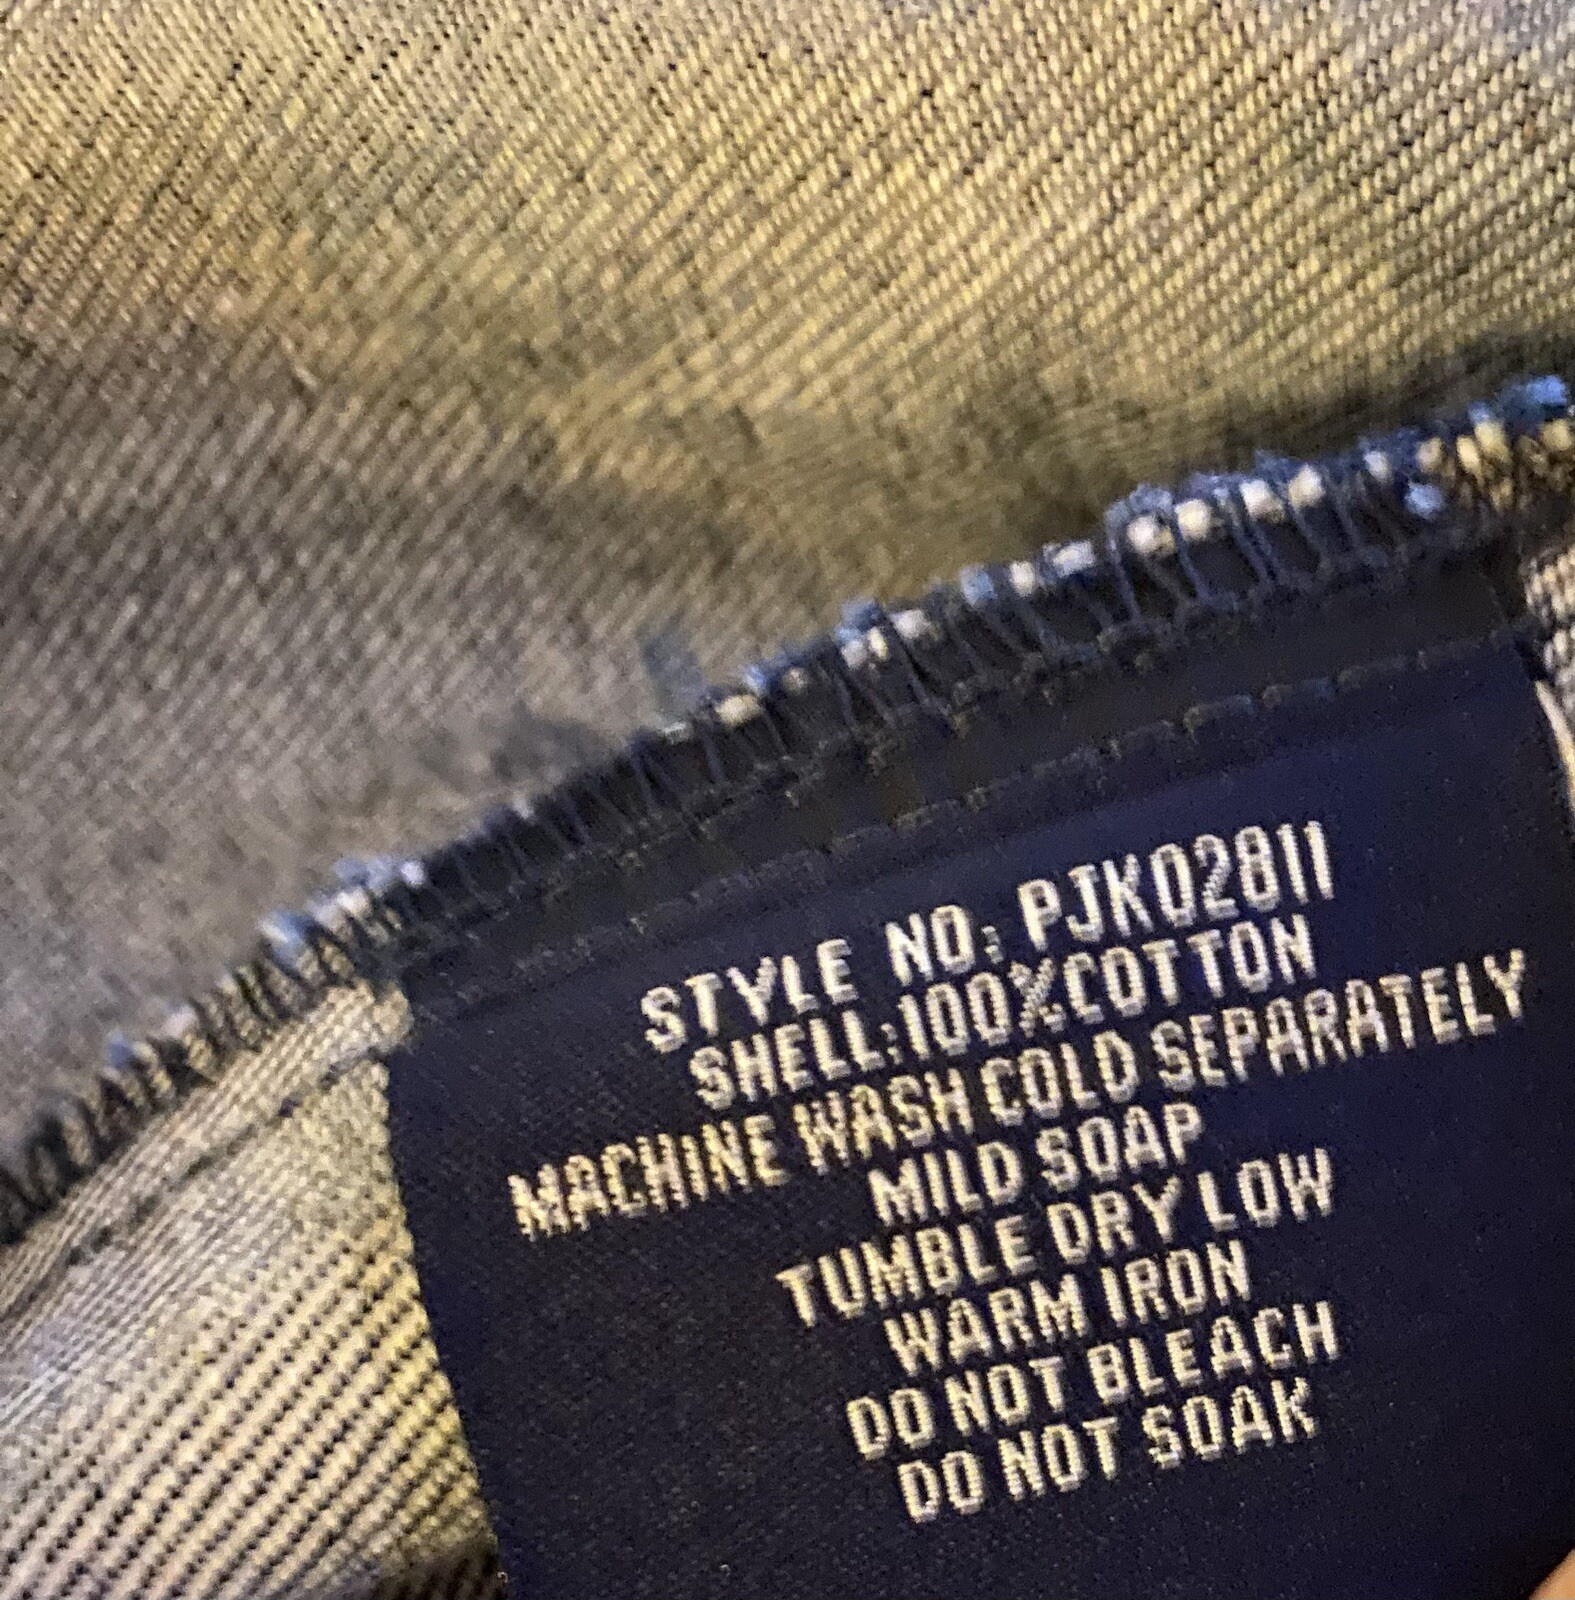 STYLE NO: PJK02811
SHELL:100%COTTON
MACHINE WASH COLD SEPARATELY
MILD SOAP
TUMBLE DRY LOW
WARM IRON
DO NOT BLEACH
DO NOT SOAK